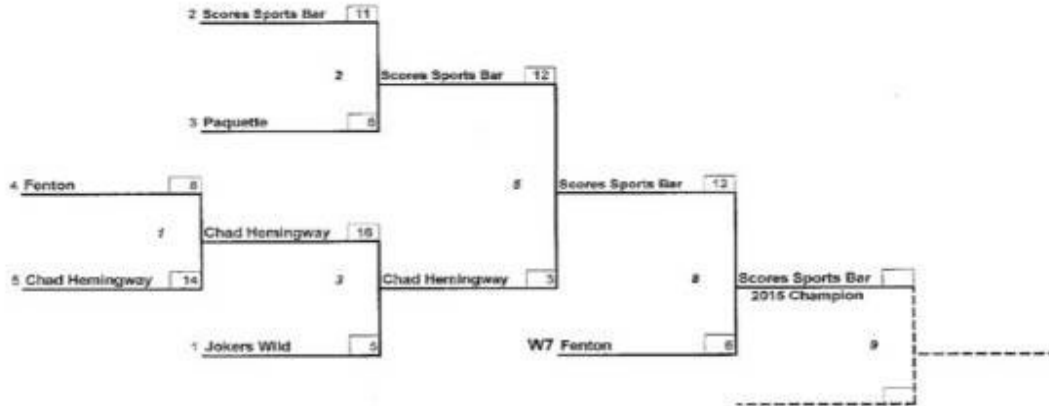 2 Scores Sports Bar 11
2 Scores Sports Bar 12
3 Paquette
4 Fenton 8
5 Scores Sports Bar 12
1 Chad Hemingway 16
5 Chad Hemingway 14
3 Chad Hemingway 3
8 Scores Sports Bar
2015 Champion
1 Jokers Wild 5
W7 Fenton 6
9